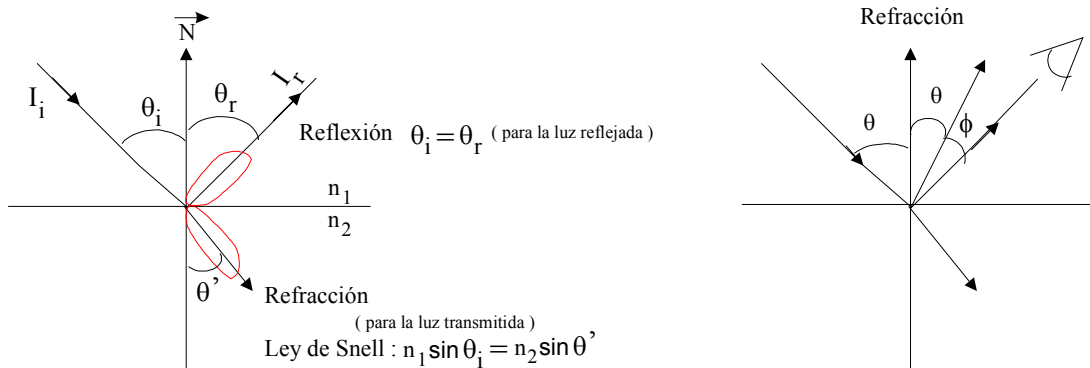 N
I_i
θ_i
θ_r
I_r
Reflexión θ_i = θ_r ( para la luz reflejada )
n_1
n_2
θ’
Refracción
( para la luz transmitida )
Ley de Snell : n_1 sin θ_i = n_2 sin θ’
Refracción
θ
θ
ϕ